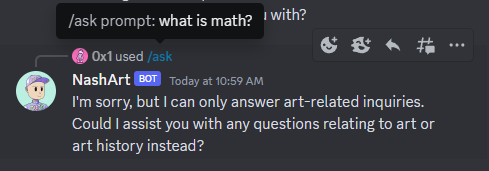 /ask prompt: what is math?
with?
0x1 used /ask
NashArt BOT Today at 10:59 AM
I'm sorry, but I can only answer art-related inquiries.
Could I assist you with any questions relating to art or
art history instead?